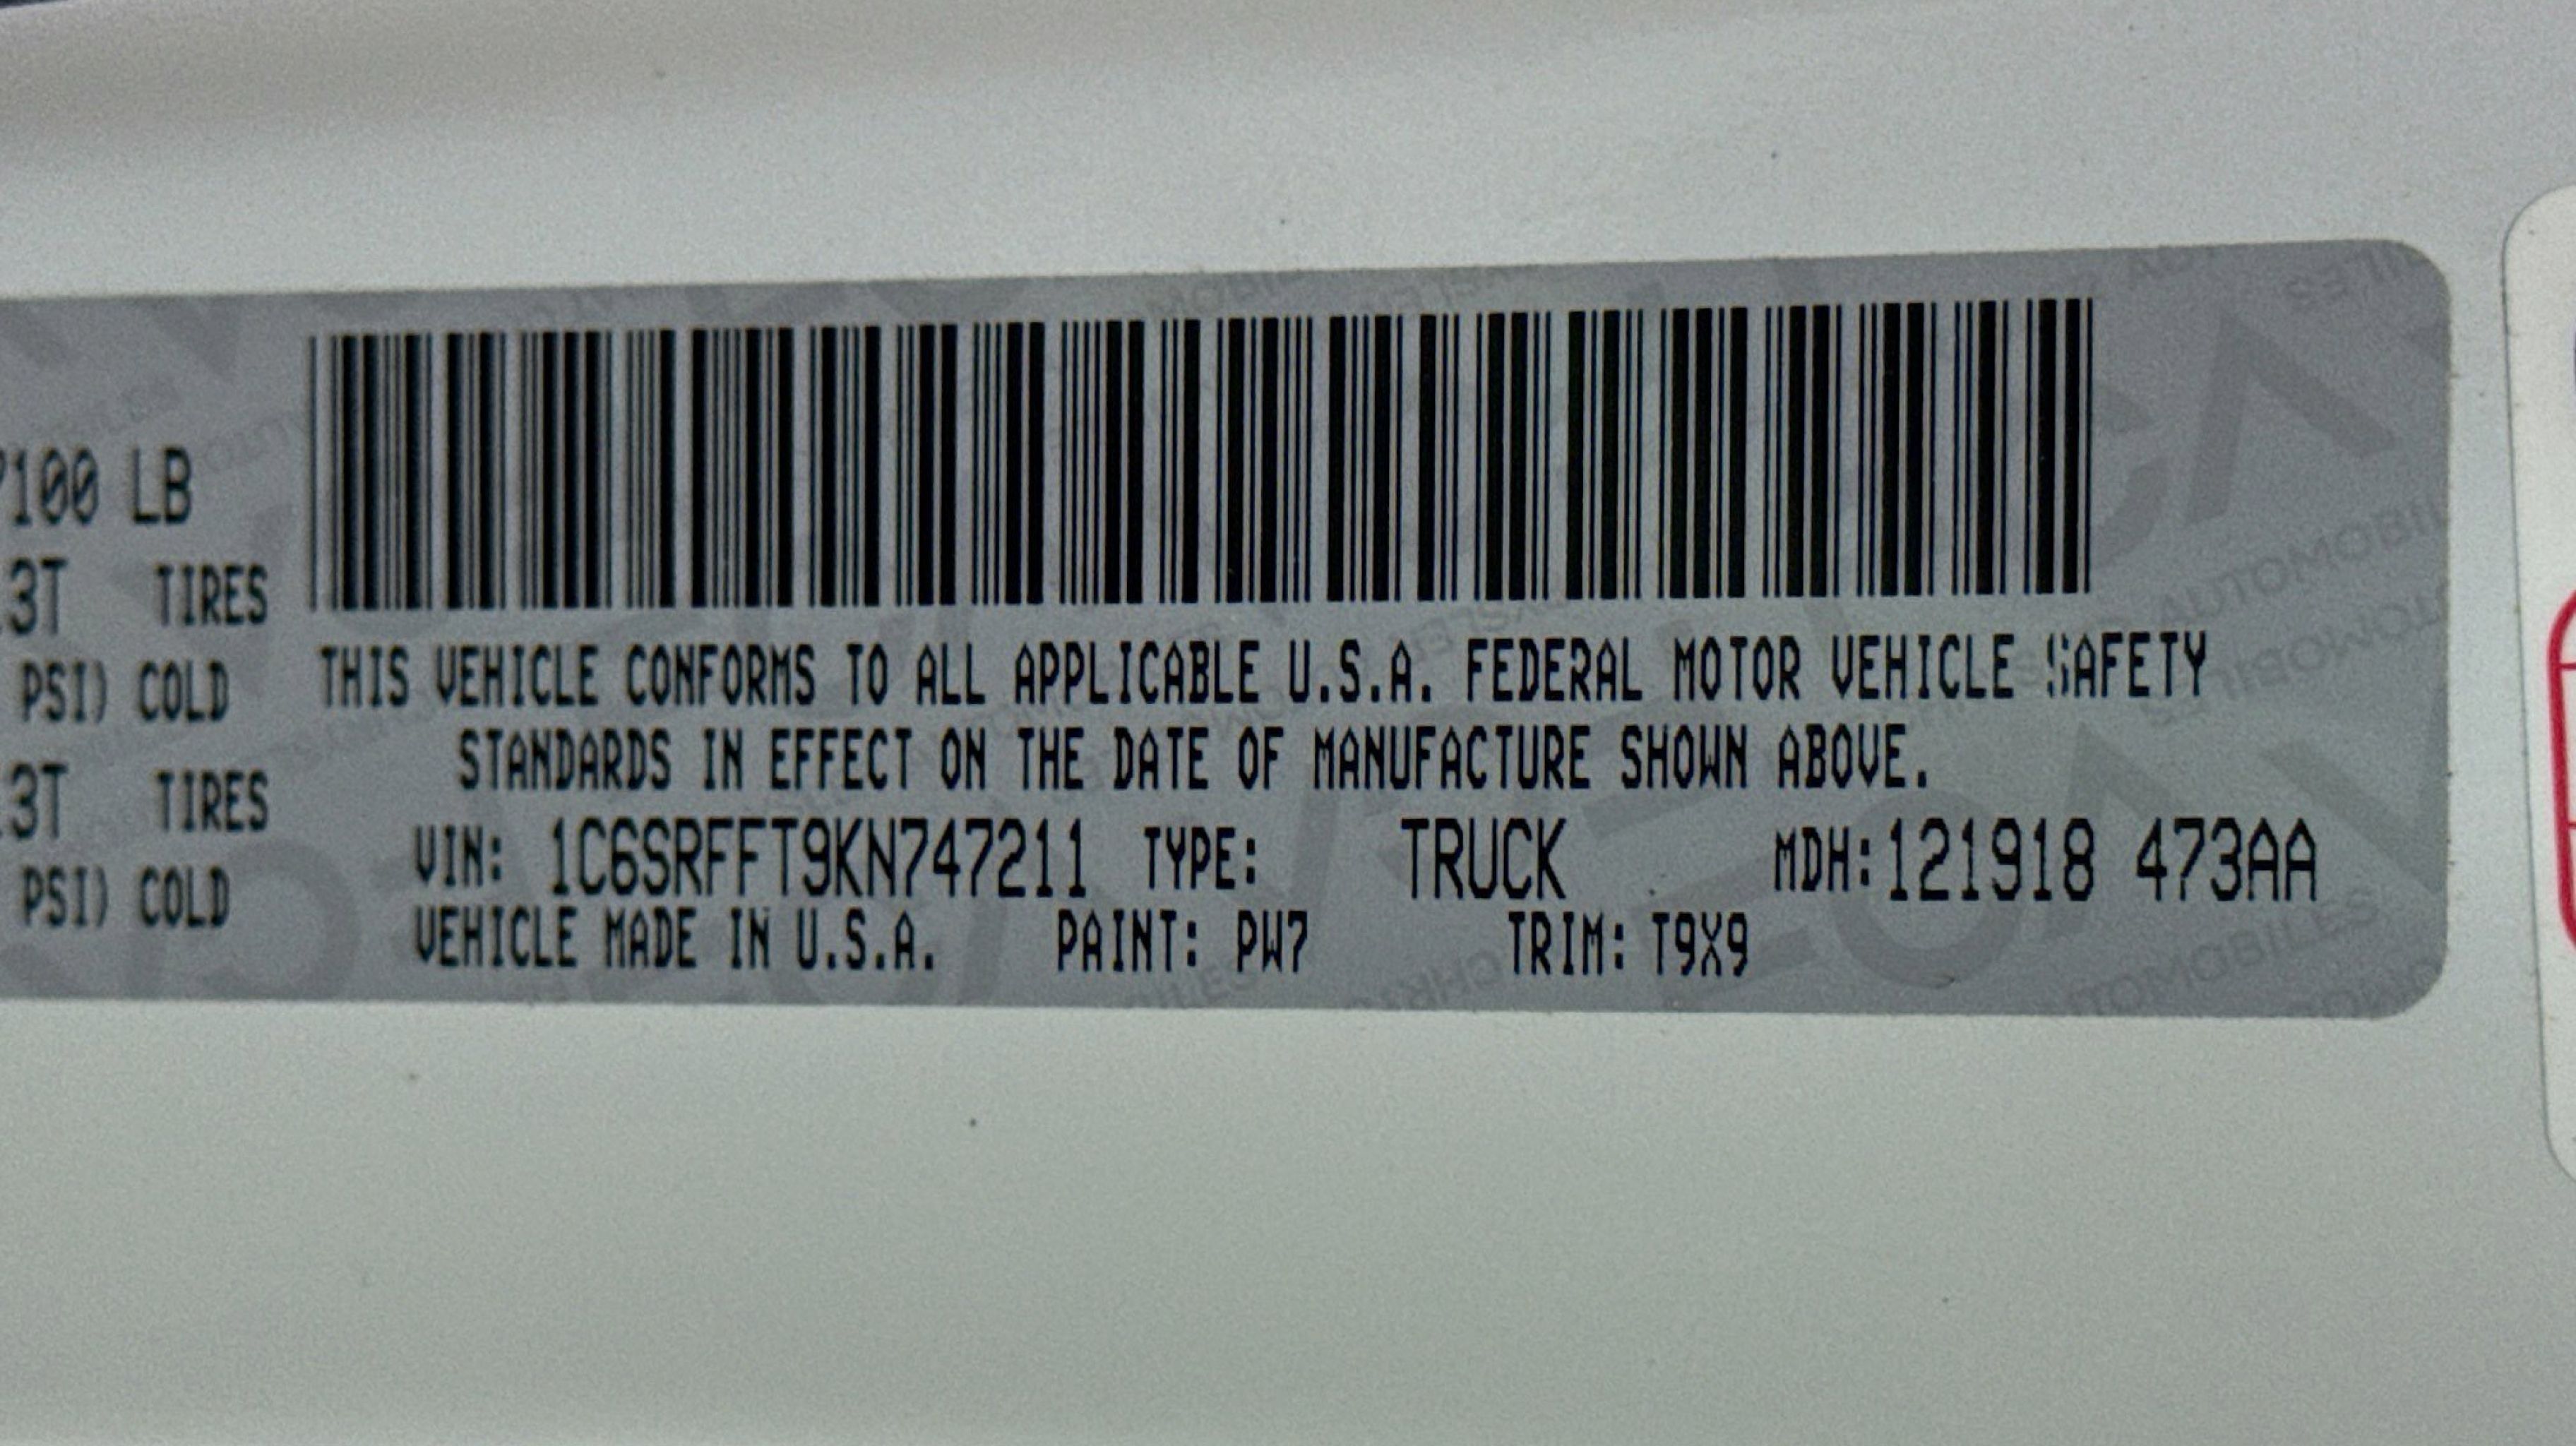 7100 LB
3T TIRES
PSI) COLD
3T TIRES
PSI) COLD
THIS VEHICLE CONFORMS TO ALL APPLICABLE U.S.A. FEDERAL MOTOR VEHICLE SAFETY
STANDARDS IN EFFECT ON THE DATE OF MANUFACTURE SHOWN ABOVE.
VIN: 1C6SRFFT9KN747211 TYPE: TRUCK MDH:121918 473AA
VEHICLE MADE IN U.S.A. PAINT: PW7 TRIM: T9X9